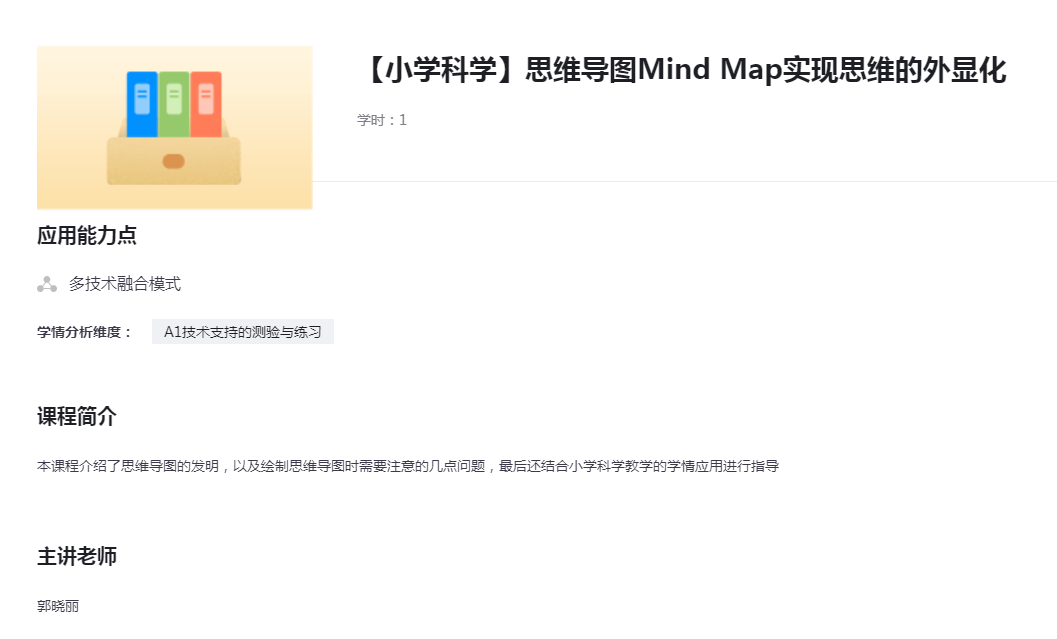 【小学科学】思维导图Mind Map实现思维的外显化
学时：1
应用能力点
多技术融合模式
学情分析维度： A1技术支持的测验与练习
课程简介
本课程介绍了思维导图的发明，以及绘制思维导图时需要注意的几点问题，最后还结合小学科学教学的学情应用进行指导
主讲老师
郭晓丽